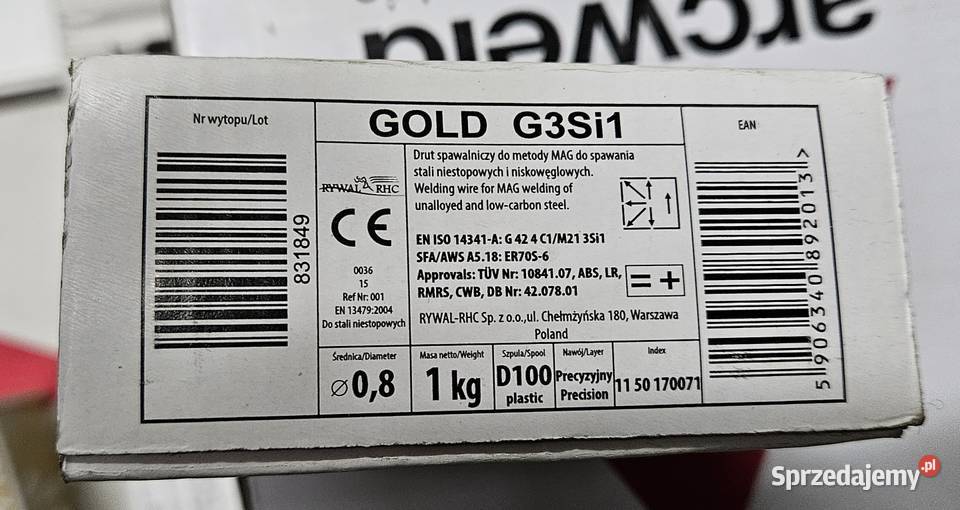 arcweld
Nr wytopu/Lot
831849
GOLD G3Si1
RYWAL RHC
CE
0036
15
Ref Nr: 001
EN 13479:2004
Do stali niestopowych
Drut spawalniczy do metody MAG do spawania
stali niestopowych i niskowęglowych.
Welding wire for MAG welding of
unalloyed and low-carbon steel.
EN ISO 14341-A: G 42 4 C1/M21 3Si1
SFA/AWS A5.18: ER70S-6
Approvals: TÜV Nr: 10841.07, ABS, LR,
RMRS, CWB, DB Nr: 42.078.01
= +
RYWAL-RHC Sp. z o.o.,ul. Chełmżyńska 180, Warszawa
Poland
Średnica/Diameter
⌀0,8
Masa netto/Weight
1 kg
Szpula/Spool
D100
plastic
Nawój/Layer
Precyzyjny
Precision
Index
11 50 170071
EAN
5 906340 892013 >
Sprzedajemy.pl